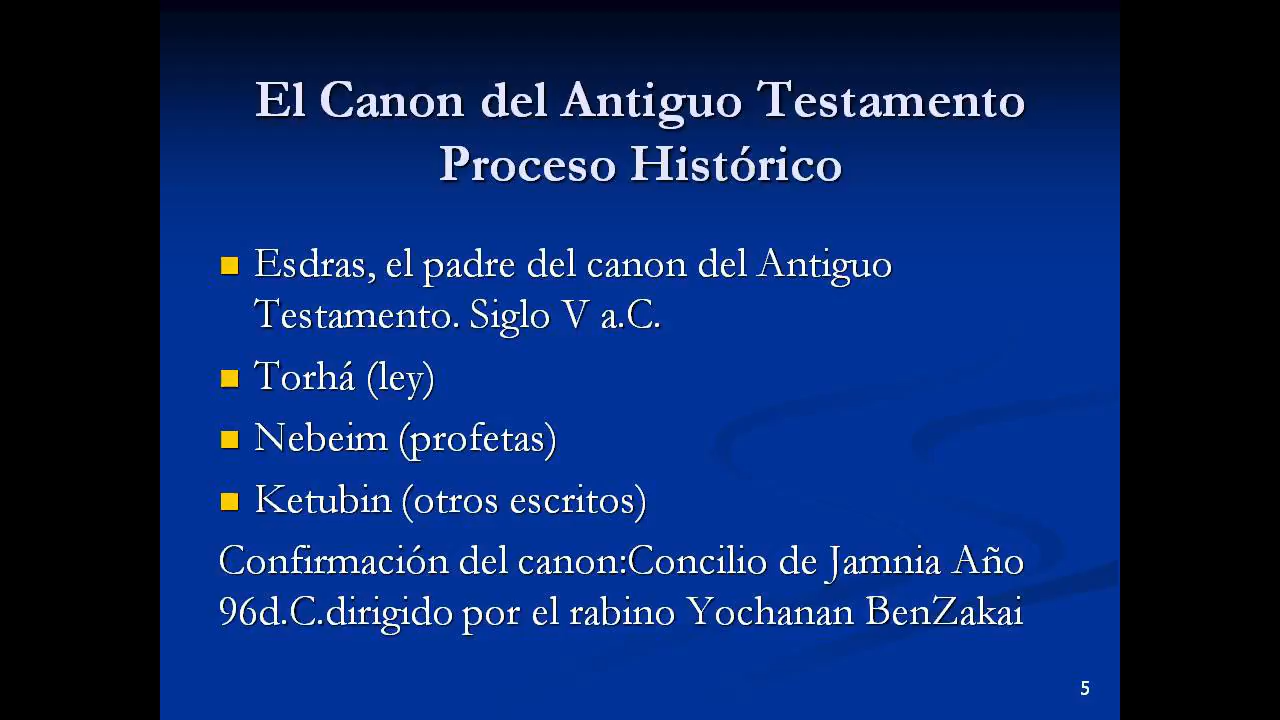 El Canon del Antiguo Testamento
Proceso Histórico
Esdras, el padre del canon del Antiguo
Testamento. Siglo V a.C.
Torhá (ley)
Nebeim (profetas)
Ketubin (otros escritos)
Confirmación del canon:Concilio de Jamnia Año
96d.C.dirigido por el rabino Yochanan BenZakai
5